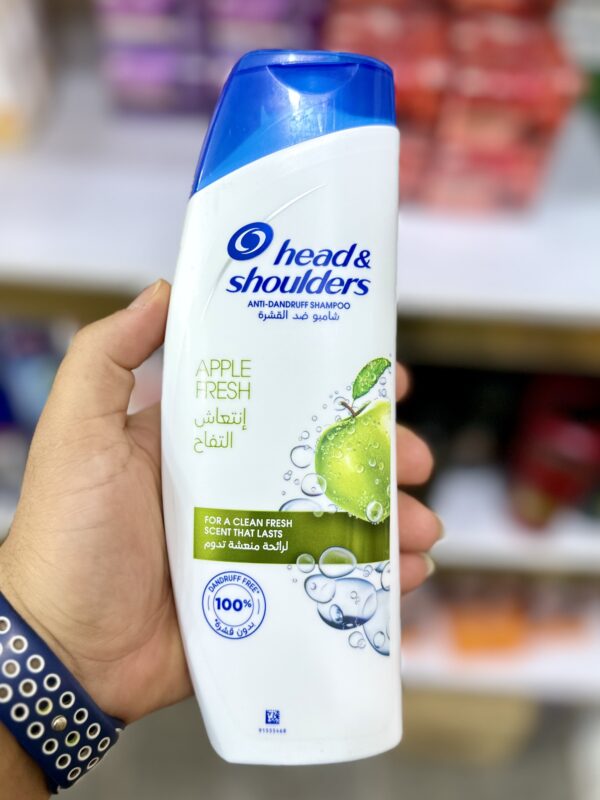 head &
shoulders
ANTI-DANDRUFF SHAMPOO
شامبو ضد القشرة
APPLE
FRESH
إنتعاش
التفاح
FOR A CLEAN FRESH
SCENT THAT LASTS
لرائحة منعشة تدوم
DANDRUFF FREE*
100%
بدون قشرة*
91555468